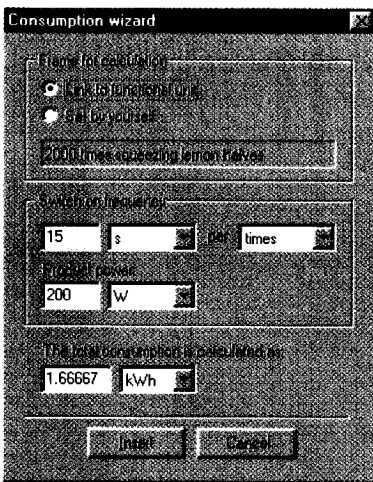 Consumption wizard
Frame for calculation
Link to functional unit
Set by yourself
2000 times squeezing lemon halves
Switch on frequency
15 s per times
Product power
200 W
The total consumption is calculated as:
1.66667 kWh
Insert Cancel